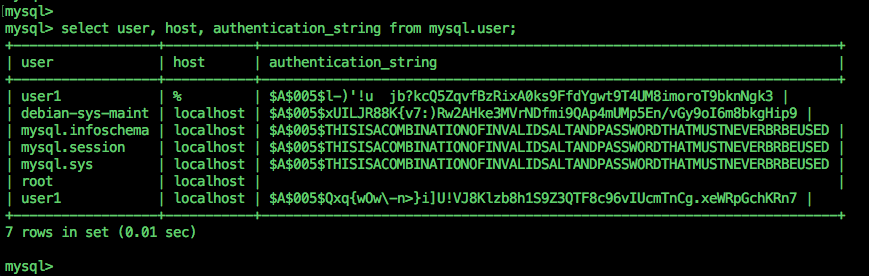 mysql>
mysql> select user, host, authentication_string from mysql.user;
+------------------+-----------+------------------------------------------------------------------------+
| user             | host      | authentication_string                                                  |
+------------------+-----------+------------------------------------------------------------------------+
| user1            | %         | $A$005$l-)'!u  jb?kcQ5ZqvfBzRixA0ks9FfdYgwt9T4UM8imoroT9bknNgk3 |
| debian-sys-maint | localhost | $A$005$xUILJR88K{v7:)Rw2AHke3MVrNDfmi9QAp4mUMp5En/vGy9oI6m8bkgHip9 |
| mysql.infoschema | localhost | $A$005$THISISACOMBINATIONOFINVALIDSALTANDPASSWORDTHATMUSTNEVERBRBEUSED |
| mysql.session    | localhost | $A$005$THISISACOMBINATIONOFINVALIDSALTANDPASSWORDTHATMUSTNEVERBRBEUSED |
| mysql.sys        | localhost | $A$005$THISISACOMBINATIONOFINVALIDSALTANDPASSWORDTHATMUSTNEVERBRBEUSED |
| root             | localhost |                                                                        |
| user1            | localhost | $A$005$Qxq{wOw\-n>}i]U!VJ8Klzb8h1S9Z3QTF8c96vIUcmTnCg.xeWRpGchKRn7 |
+------------------+-----------+------------------------------------------------------------------------+
7 rows in set (0.01 sec)
mysql>